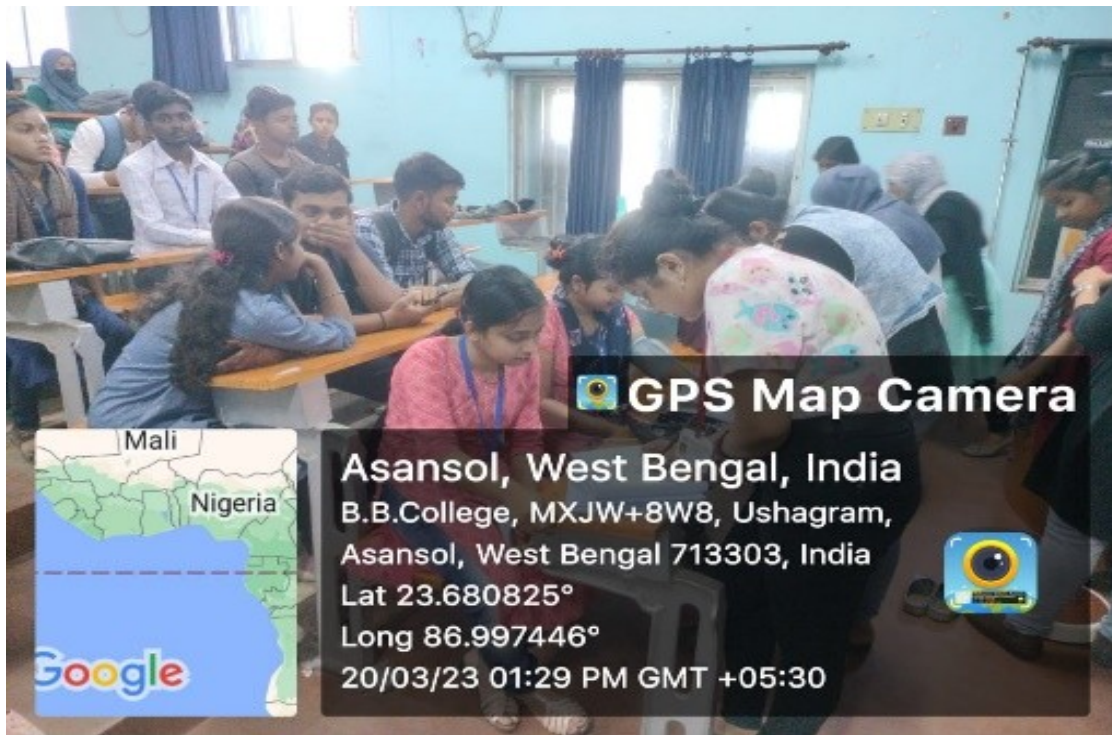 GPS Map Camera
Mali
Nigeria
Google
Asansol, West Bengal, India
B.B.College, MXJW+8W8, Ushagram,
Asansol, West Bengal 713303, India
Lat 23.680825°
Long 86.997446°
20/03/23 01:29 PM GMT +05:30